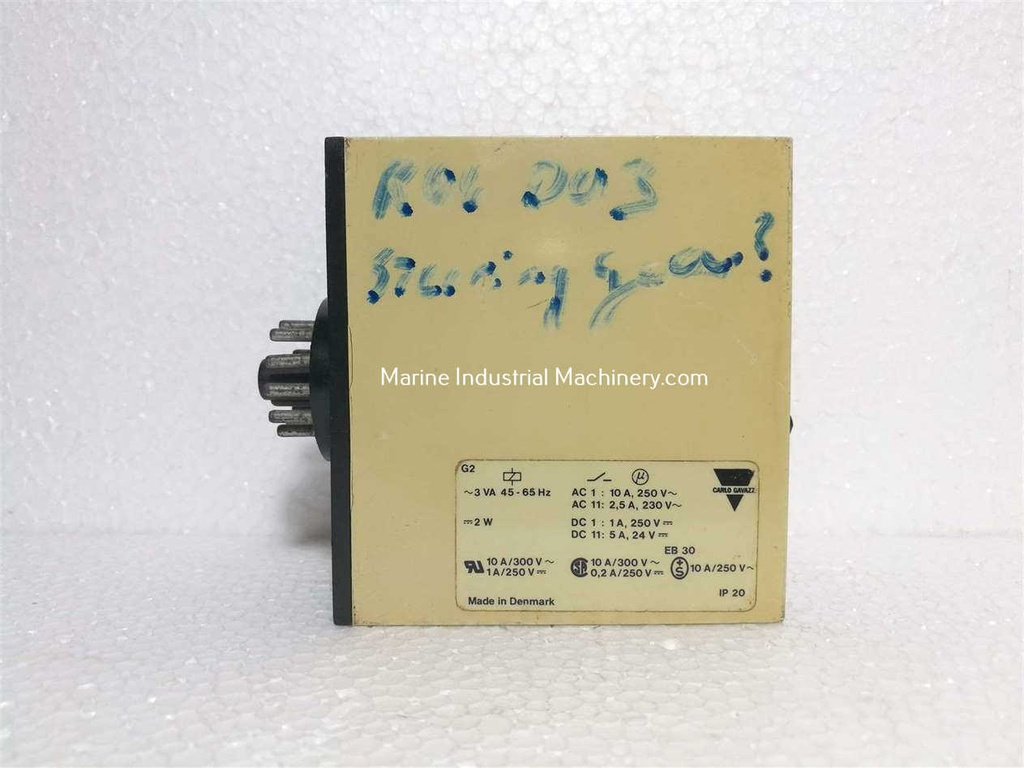 Steering gear?
Marine Industrial Machinery.com
G2
~3 VA 45-65 Hz
AC 1 : 10 A, 250 V~
AC 11: 2,5 A, 230 V~
CARLO GAVAZZI
⎓2 W
DC 1 : 1A, 250 V⎓
DC 11: 5 A, 24 V⎓
EB 30
10 A/300 V~
1A/250 V⎓
10 A/300 V~
0,2 A/250 V⎓
10 A/250 V~
Made in Denmark
IP 20